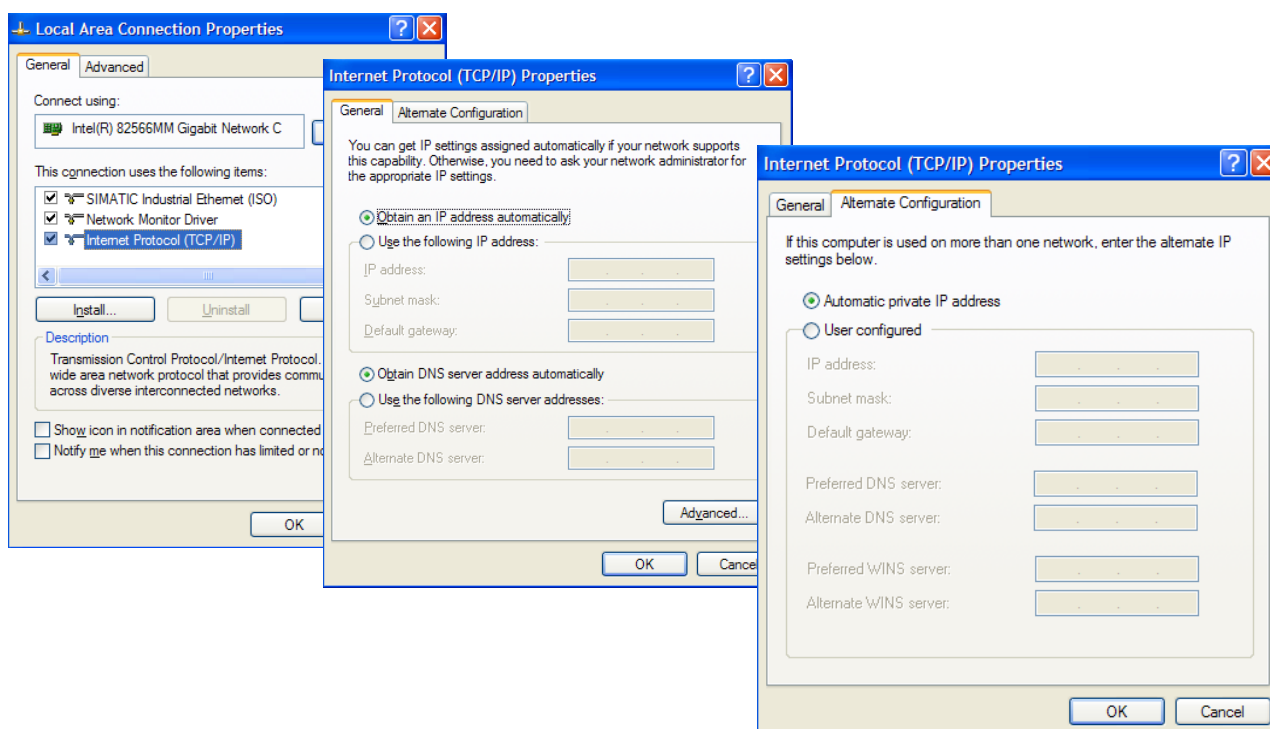 Local Area Connection Properties
General
Advanced
Connect using:
Intel(R) 82566MM Gigabit Network C
This connection uses the following items:
SIMATIC Industrial Ethernet (ISO)
Network Monitor Driver
Internet Protocol (TCP/IP)
Install...
Uninstall
Description
Transmission Control Protocol/Internet Protocol.
wide area network protocol that provides commu
across diverse interconnected networks.
Show icon in notification area when connected
Notify me when this connection has limited or no
OK
Internet Protocol (TCP/IP) Properties
General
Alternate Configuration
You can get IP settings assigned automatically if your network supports
this capability. Otherwise, you need to ask your network administrator for
the appropriate IP settings.
Obtain an IP address automatically
Use the following IP address:
IP address:
Subnet mask:
Default gateway:
Obtain DNS server address automatically
Use the following DNS server addresses:
Preferred DNS server:
Alternate DNS server:
Advanced...
OK
Cancel
Internet Protocol (TCP/IP) Properties
General
Alternate Configuration
If this computer is used on more than one network, enter the alternate IP
settings below.
Automatic private IP address
User configured
IP address:
Subnet mask:
Default gateway:
Preferred DNS server:
Alternate DNS server:
Preferred WINS server:
Alternate WINS server:
OK
Cancel